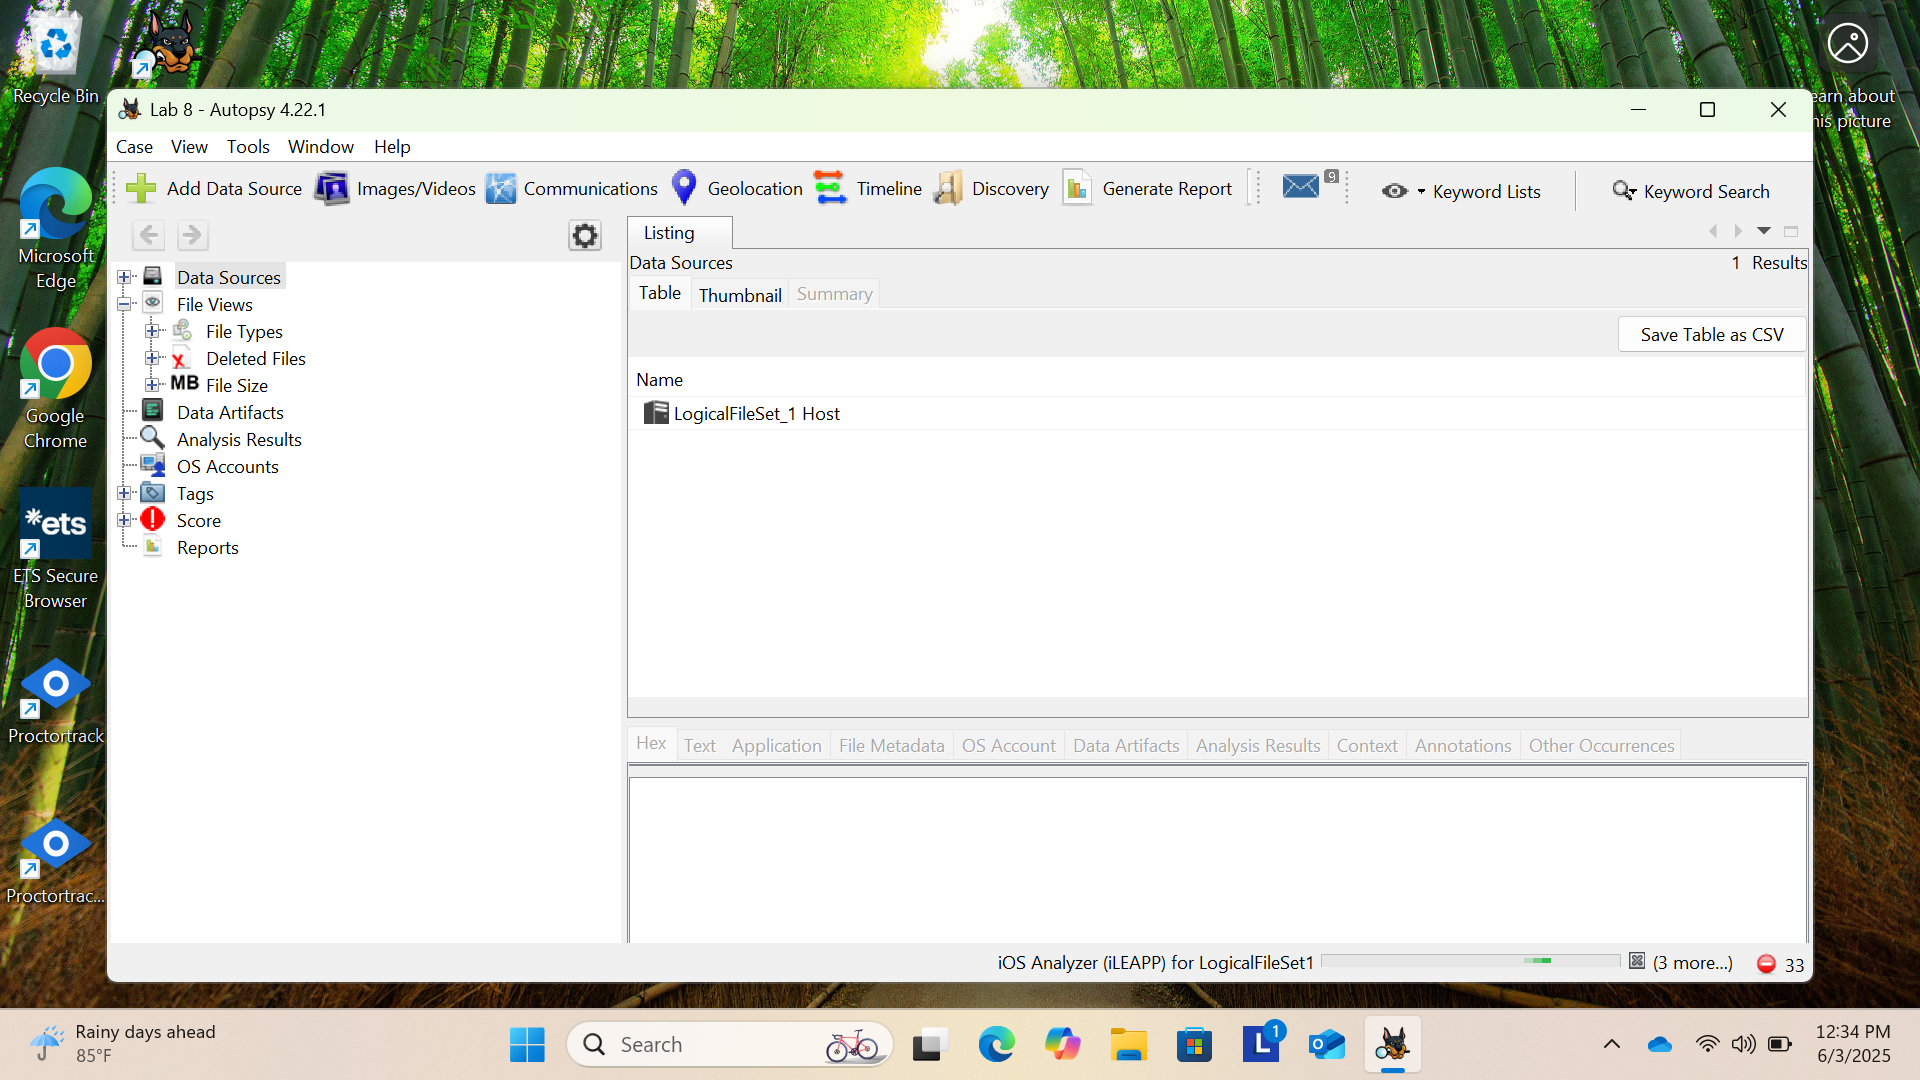 Recycle Bin
earn about
his picture
Lab 8 - Autopsy 4.22.1
Case View Tools Window Help
Add Data Source Images/Videos Communications Geolocation Timeline Discovery Generate Report 9 Keyword Lists Keyword Search
Microsoft
Edge
Google
Chrome
*ets
ETS Secure
Browser
Proctortrack
Proctortrac...
Data Sources
File Views
File Types
Deleted Files
MB File Size
Data Artifacts
Analysis Results
OS Accounts
Tags
Score
Reports
Listing
Data Sources 1 Results
Table Thumbnail Summary
Save Table as CSV
Name
LogicalFileSet_1 Host
Hex Text Application File Metadata OS Account Data Artifacts Analysis Results Context Annotations Other Occurrences
iOS Analyzer (iLEAPP) for LogicalFileSet1 (3 more...) 33
Rainy days ahead
85°F
Search
L 1
12:34 PM
6/3/2025